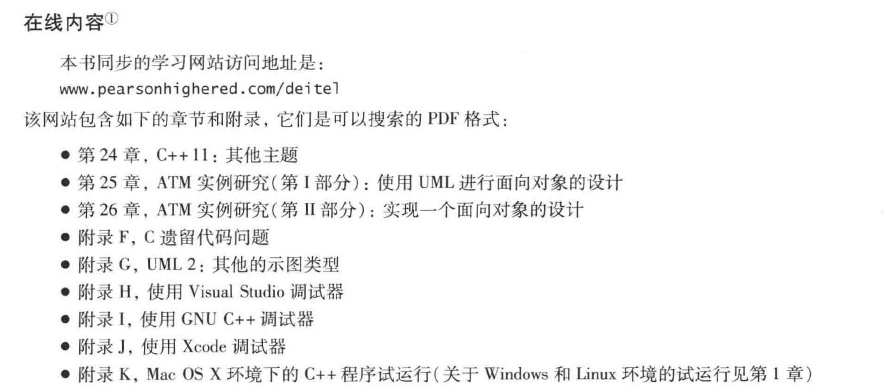 在线内容①
本书同步的学习网站访问地址是：
www.pearsonhighered.com/deitel
该网站包含如下的章节和附录，它们是可以搜索的 PDF 格式：
● 第 24 章，C++ 11：其他主题
● 第 25 章，ATM 实例研究（第 I 部分）：使用 UML 进行面向对象的设计
● 第 26 章，ATM 实例研究（第 II 部分）：实现一个面向对象的设计
● 附录 F，C 遗留代码问题
● 附录 G，UML 2：其他的示图类型
● 附录 H，使用 Visual Studio 调试器
● 附录 I，使用 GNU C++ 调试器
● 附录 J，使用 Xcode 调试器
● 附录 K，Mac OS X 环境下的 C++ 程序试运行（关于 Windows 和 Linux 环境的试运行见第 1 章）